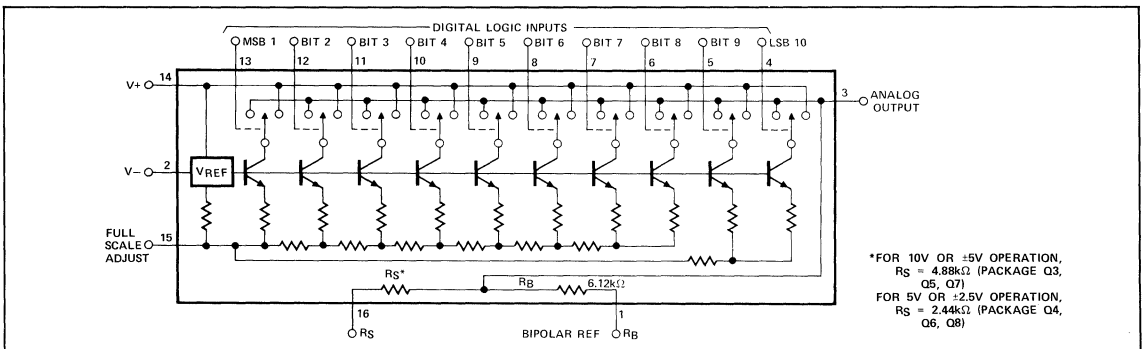 DIGITAL LOGIC INPUTS
MSB 1 BIT 2 BIT 3 BIT 4 BIT 5 BIT 6 BIT 7 BIT 8 BIT 9 LSB 10
13 12 11 10 9 8 7 6 5 4
V+ 14
3 ANALOG
OUTPUT
V− 2 VREF
FULL
SCALE 15
ADJUST
RS* RB 6.12kΩ
16 1
RS BIPOLAR REF RB
*FOR 10V OR ±5V OPERATION,
RS = 4.88kΩ (PACKAGE Q3,
Q5, Q7)
FOR 5V OR ±2.5V OPERATION,
RS = 2.44kΩ (PACKAGE Q4,
Q6, Q8)